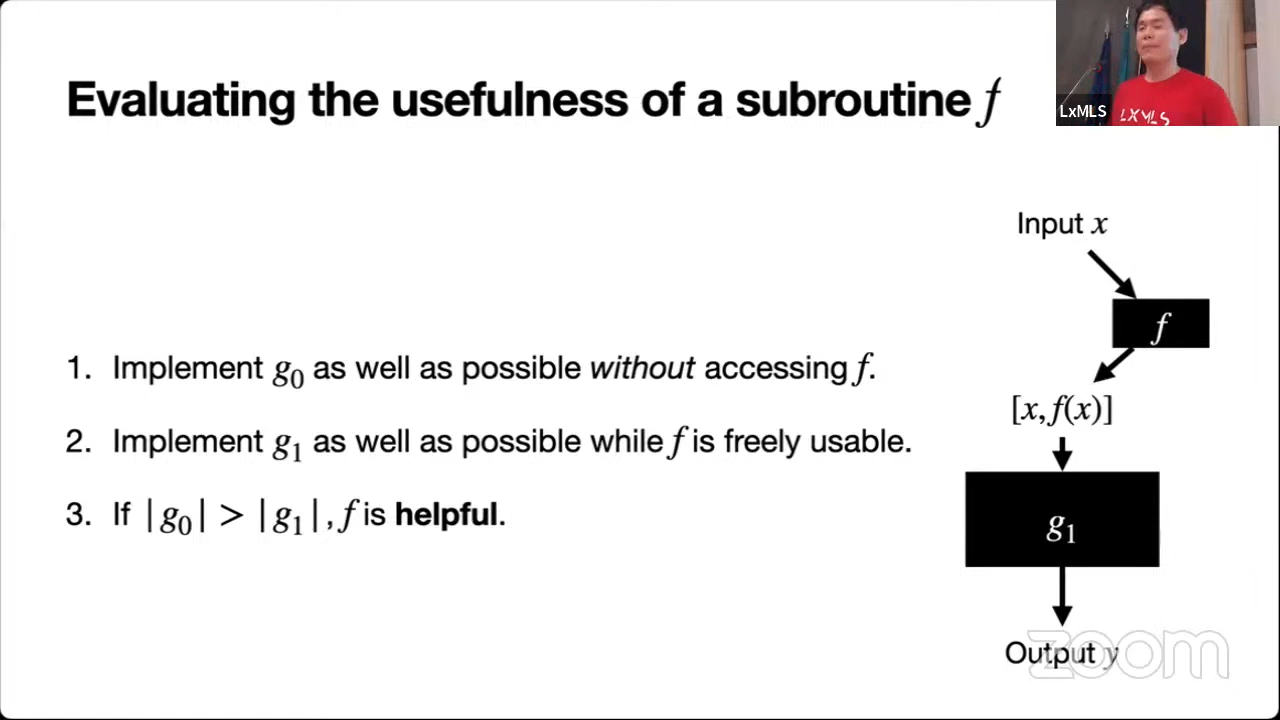 Evaluating the usefulness of a subroutine f
LxMLS
LXMLS
Input x
f
1. Implement g₀ as well as possible without accessing f.
[x, f(x)]
2. Implement g₁ as well as possible while f is freely usable.
3. If |g₀| > |g₁|, f is helpful.
g₁
Output y
zoom